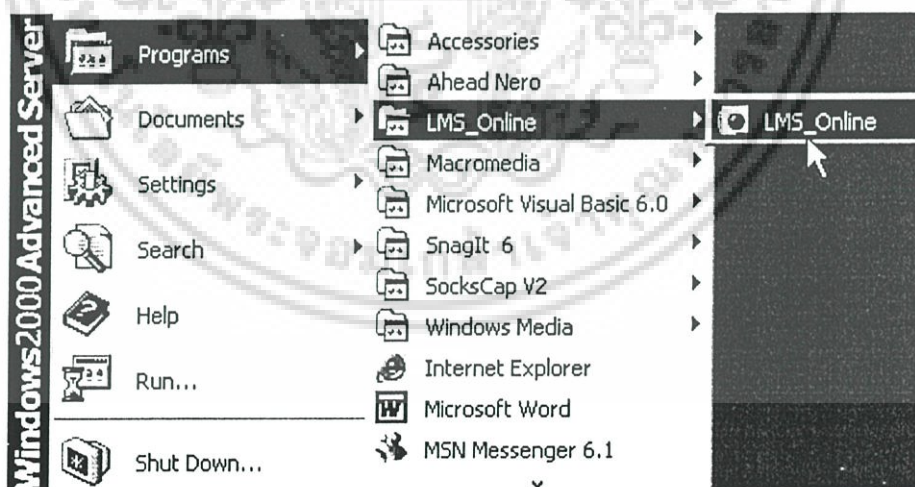 Windows2000 Advanced Server
Programs
Documents
Settings
Search
Help
Run...
Shut Down...
Accessories
Ahead Nero
LMS_Online
Macromedia
Microsoft Visual Basic 6.0
SnagIt 6
SocksCap V2
Windows Media
Internet Explorer
Microsoft Word
MSN Messenger 6.1
LMS_Online